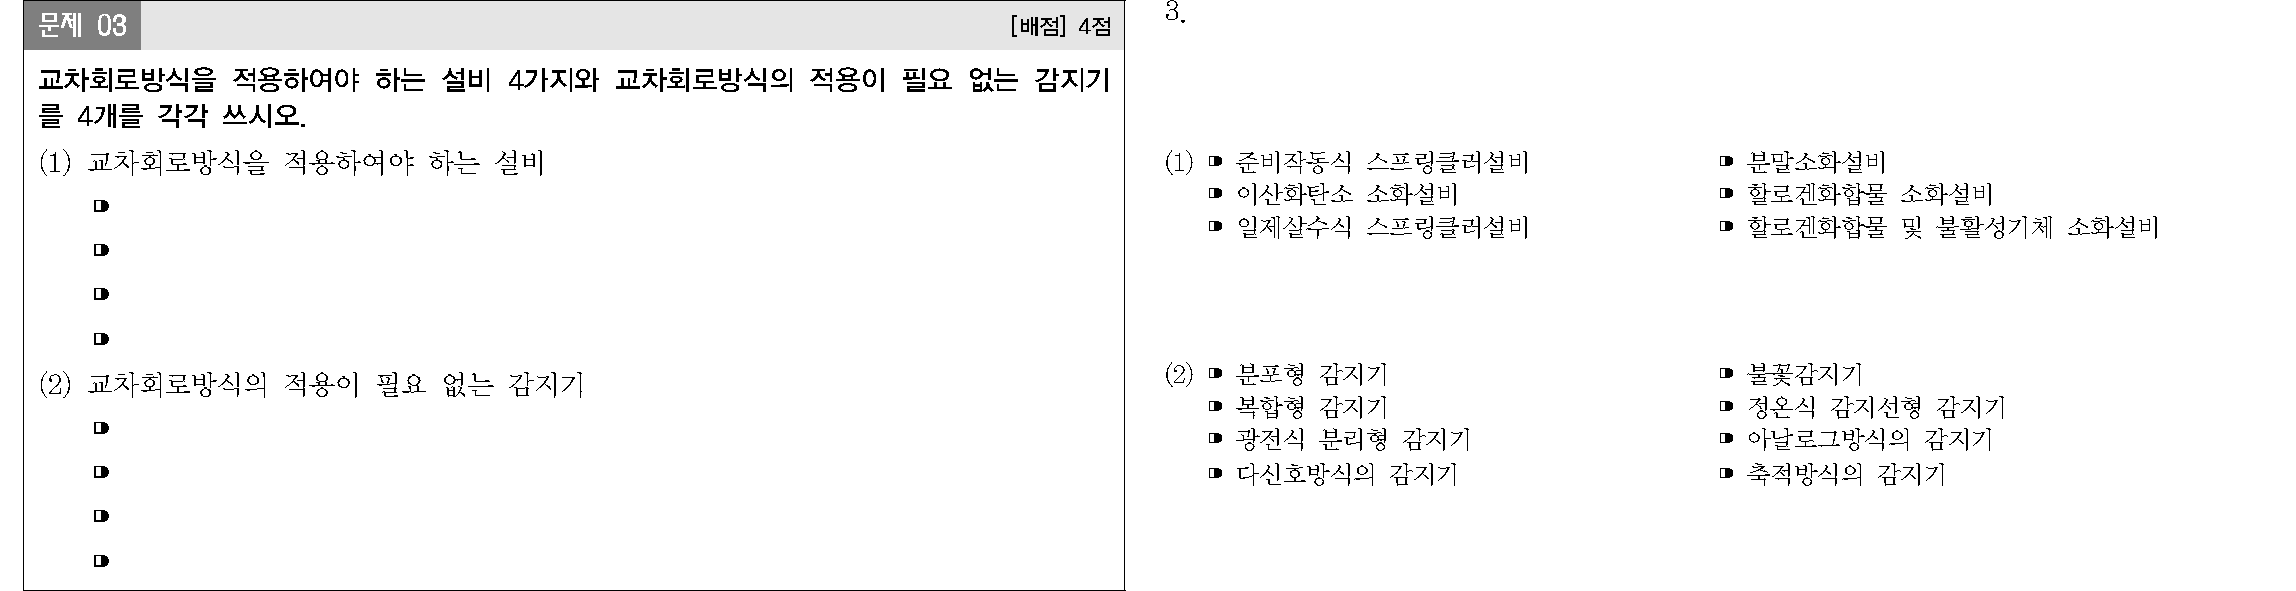 문제 03
[배점] 4점
교차회로방식을 적용하여야 하는 설비 4가지와 교차회로방식의 적용이 필요 없는 감지기
를 4개를 각각 쓰시오.
(1) 교차회로방식을 적용하여야 하는 설비
(2) 교차회로방식의 적용이 필요 없는 감지기
3.
(1) 준비작동식 스프링클러설비
분말소화설비
이산화탄소 소화설비
할로겐화합물 소화설비
일제살수식 스프링클러설비
할로겐화합물 및 불활성기체 소화설비
(2) 분포형 감지기
불꽃감지기
복합형 감지기
정온식 감지선형 감지기
광전식 분리형 감지기
아날로그방식의 감지기
다신호방식의 감지기
축적방식의 감지기